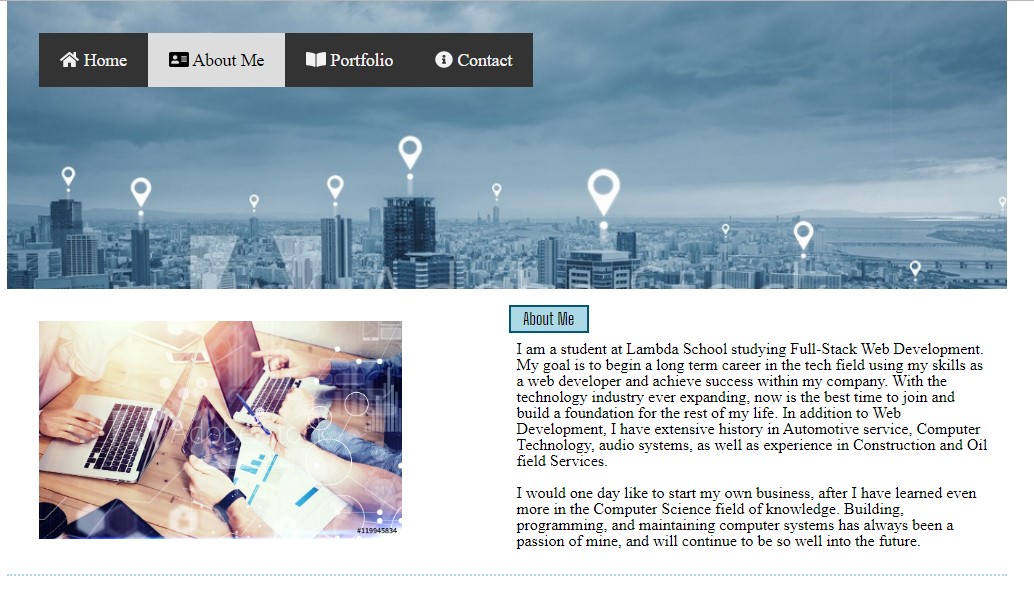 Home About Me Portfolio Contact
Adobe Stock
About Me
I am a student at Lambda School studying Full-Stack Web Development.
My goal is to begin a long term career in the tech field using my skills as
a web developer and achieve success within my company. With the
technology industry ever expanding, now is the best time to join and
build a foundation for the rest of my life. In addition to Web
Development, I have extensive history in Automotive service, Computer
Technology, audio systems, as well as experience in Construction and Oil
field Services.
I would one day like to start my own business, after I have learned even
more in the Computer Science field of knowledge. Building,
programming, and maintaining computer systems has always been a
passion of mine, and will continue to be so well into the future.
Adobe Stock
#119945834